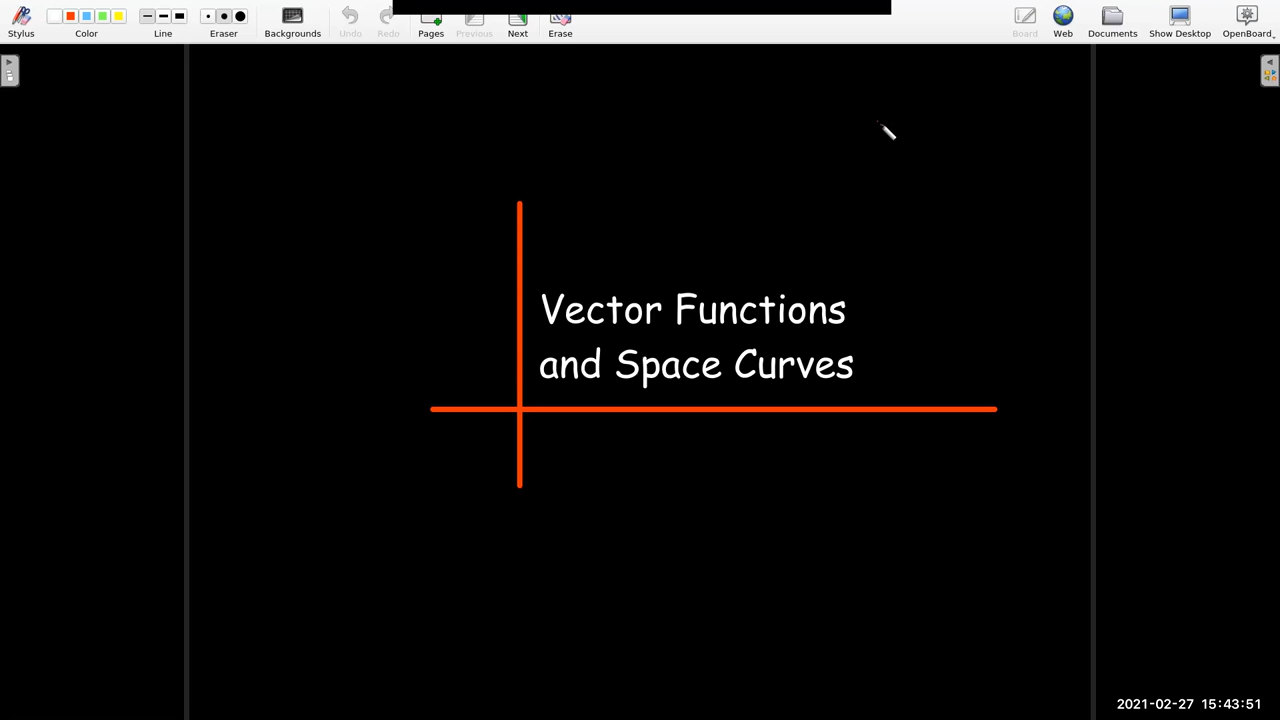 Stylus Color Line Eraser Backgrounds Undo Redo Pages Previous Next Erase Board Web Documents Show Desktop OpenBoard
Vector Functions
and Space Curves
2021-02-27 15:43:51